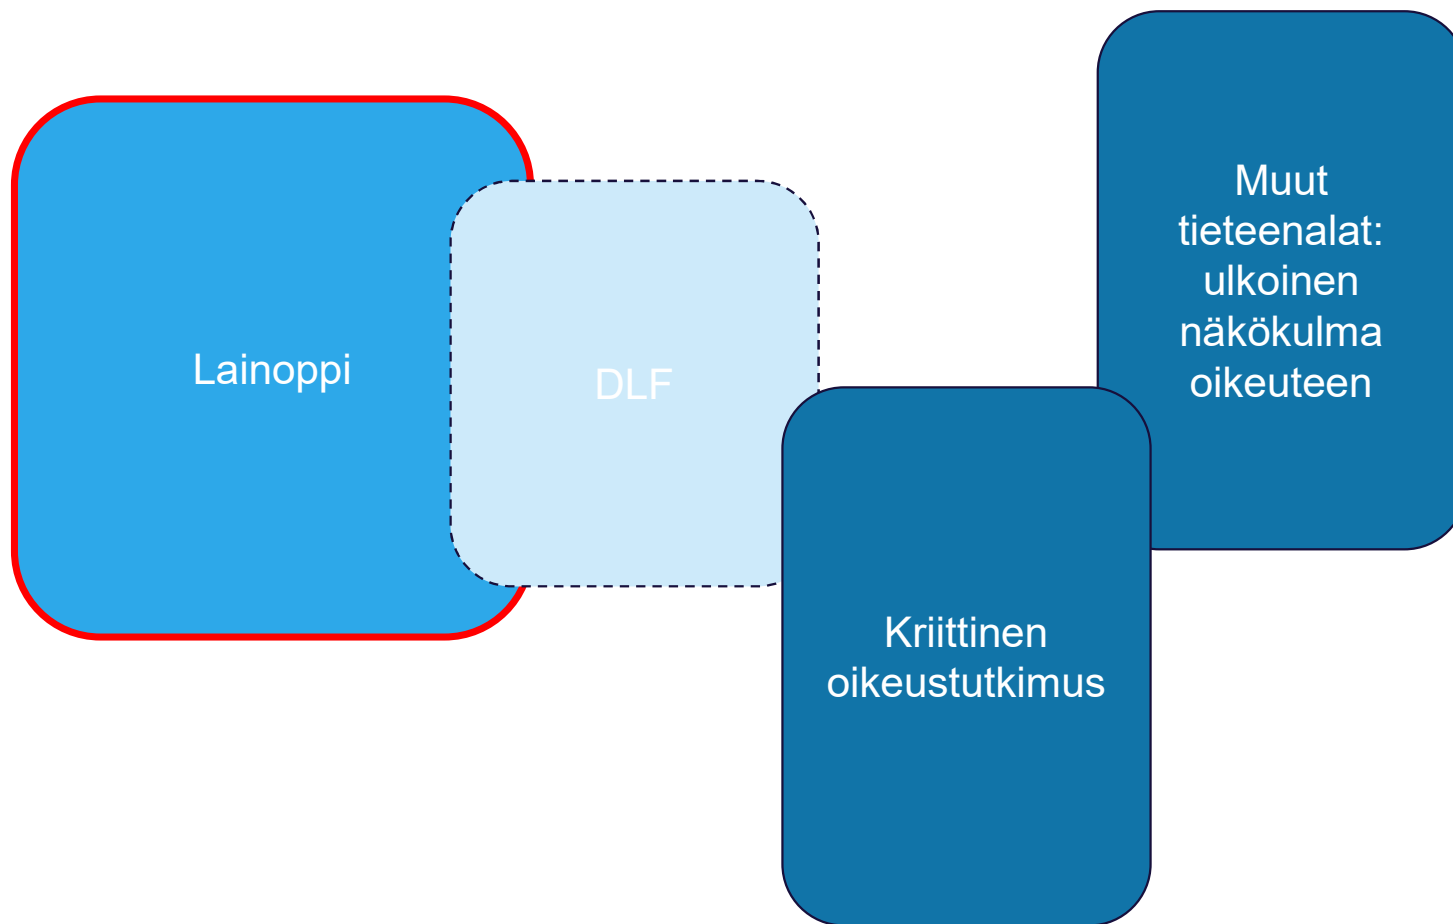 Lainoppi
DLF
Muut
tieteenalat:
ulkoinen
näkökulma
oikeuteen
Kriittinen
oikeustutkimus